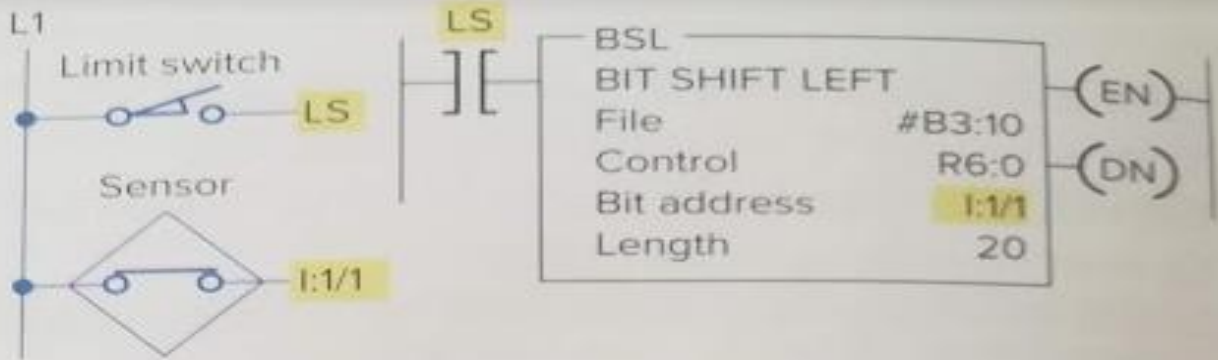 L1
Limit switch
LS
Sensor
I:1/1
LS
BSL
BIT SHIFT LEFT
File #B3:10
Control R6:0
Bit address I:1/1
Length 20
EN
DN